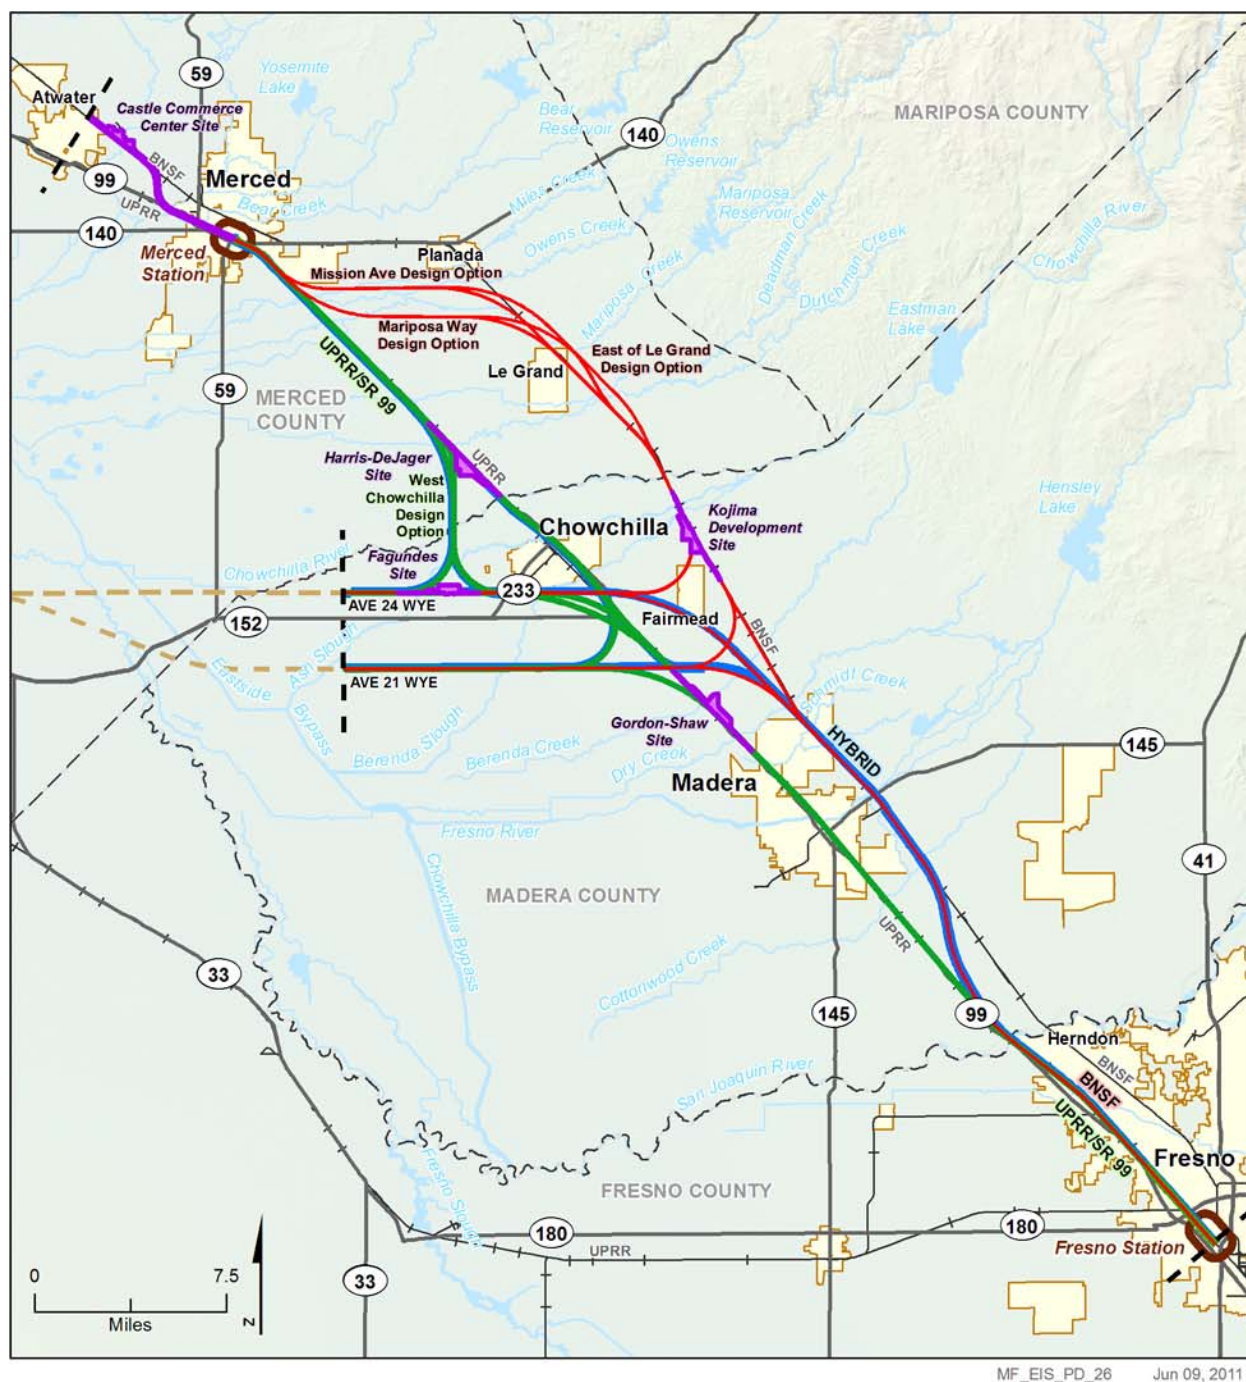 59
Yosemite
Lake
Atwater
Castle Commerce
Center Site
Bear
Reservoir
140
MARIPOSA COUNTY
Owens
Reservoir
BNSF
99
Merced
UPRR
Bear Creek
Miles Creek
Mariposa
Reservoir
Deadman Creek
Dutchman Creek
Chowchilla River
140
Merced
Station
Planada
Owens Creek
Mission Ave Design Option
Mariposa Creek
Eastman
Lake
Mariposa Way
Design Option
East of Le Grand
Design Option
UPRR/SR 99
Le Grand
59
MERCED
COUNTY
Harris-DeJager
Site
UPRR
West
Chowchilla
Design
Option
Hensley
Lake
Kojima
Development
Site
Chowchilla
Chowchilla River
Fagundes
Site
233
AVE 24 WYE
152
Fairmead
BNSF
Ash Slough
Eastside
Bypass
AVE 21 WYE
Schmidt Creek
Gordon-Shaw
Site
Berenda Slough
Berenda Creek
Dry Creek
HYBRID
145
Madera
Fresno River
Chowchilla Bypass
41
MADERA COUNTY
UPRR
Cottonwood Creek
33
145
99
Herndon
BNSF
San Joaquin River
BNSF
UPRR/SR 99
Fresno
Fresno Slough
FRESNO COUNTY
180
180
Fresno Station
UPRR
33
0
7.5
Miles
N
MF_EIS_PD_26
Jun 09, 2011